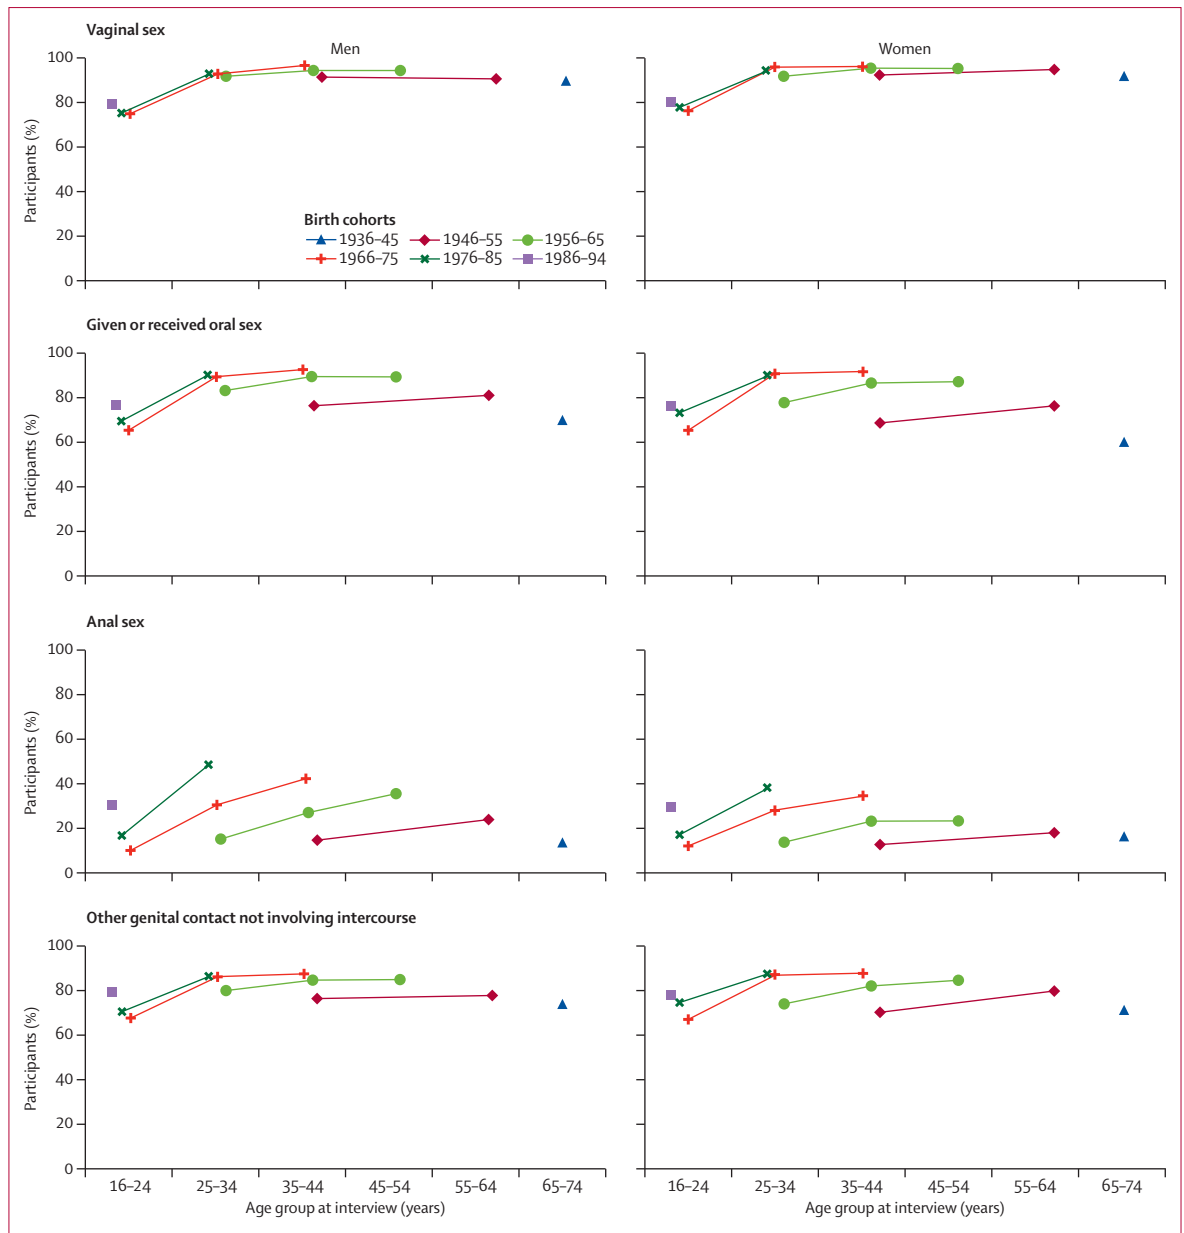 Vaginal sex
Men
Women
100
80
60
40
20
0
Participants (%)
Birth cohorts
1936–45 1946–55 1956–65
1966–75 1976–85 1986–94
Given or received oral sex
100
80
60
40
20
0
Participants (%)
Anal sex
100
80
60
40
20
0
Participants (%)
Other genital contact not involving intercourse
100
80
60
40
20
0
Participants (%)
16–24 25–34 35–44 45–54 55–64 65–74
Age group at interview (years)
16–24 25–34 35–44 45–54 55–64 65–74
Age group at interview (years)